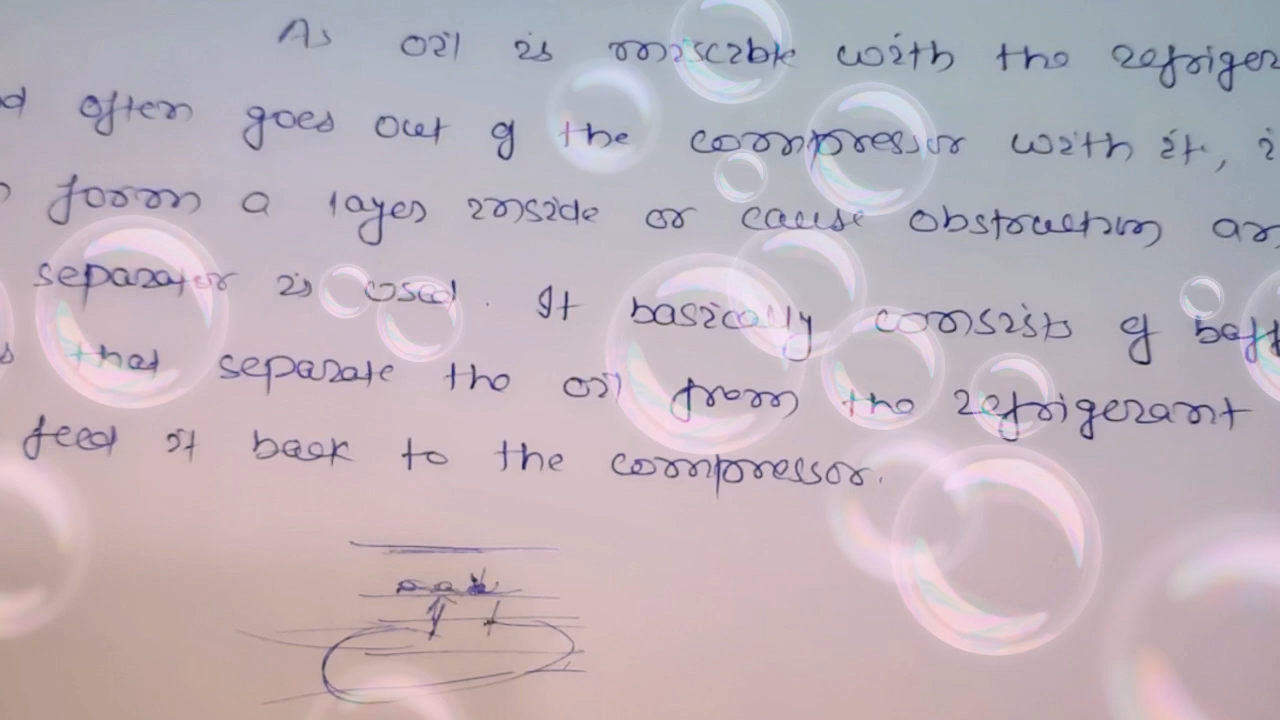 As oil is miscible with the refriger
d often goes out of the compressor with it, i
form a layer inside or cause obstruction an
separator is used. It basically consists of baff
s that separate the oil from the refrigerant
feed it back to the compressor.